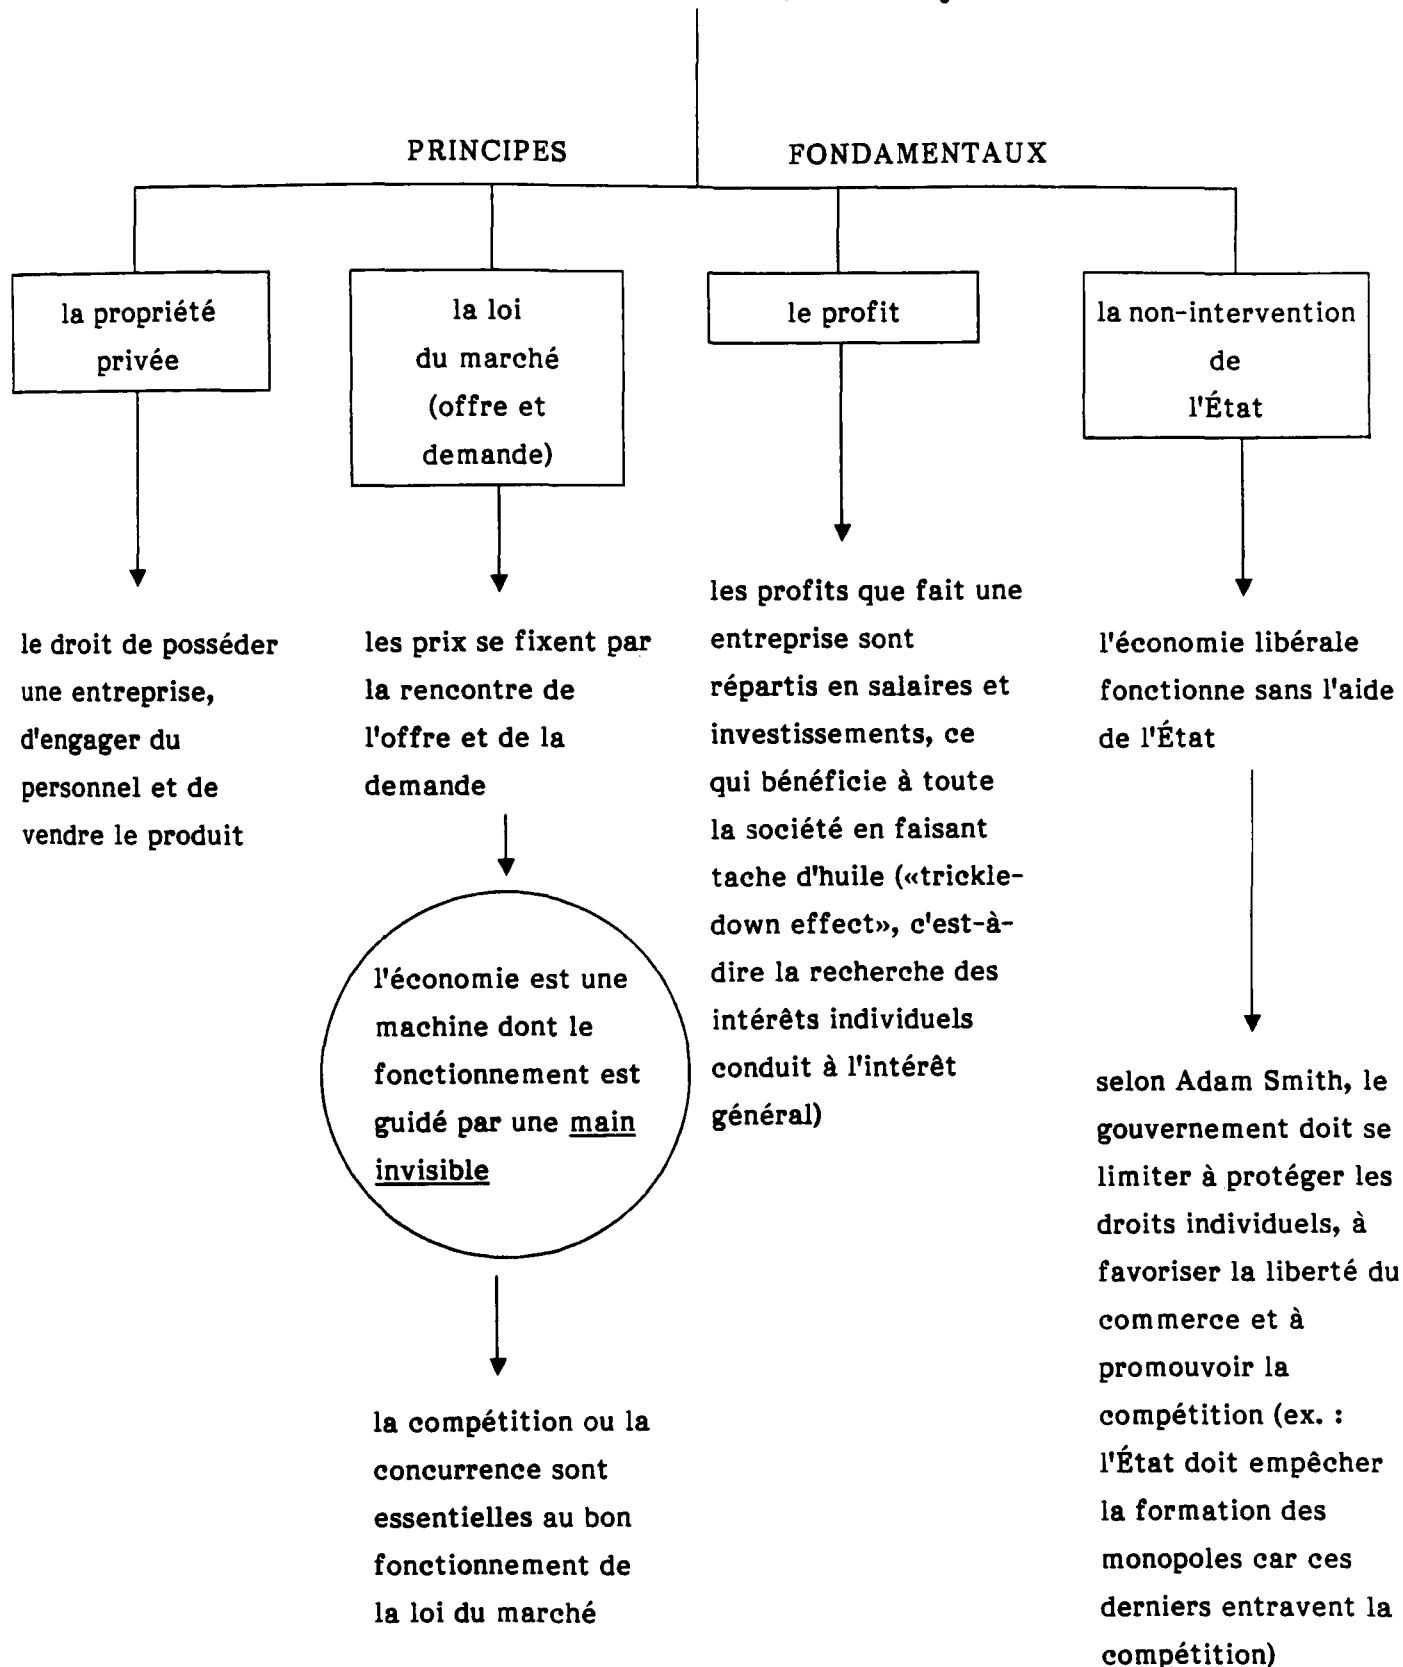 PRINCIPES FONDAMENTAUX
la propriété
privée
le droit de posséder
une entreprise,
d'engager du
personnel et de
vendre le produit
la loi
du marché
(offre et
demande)
les prix se fixent par
la rencontre de
l'offre et de la
demande
l'économie est une
machine dont le
fonctionnement est
guidé par une main
invisible
la compétition ou la
concurrence sont
essentielles au bon
fonctionnement de
la loi du marché
le profit
les profits que fait une
entreprise sont
répartis en salaires et
investissements, ce
qui bénéficie à toute
la société en faisant
tache d'huile («trickle-
down effect», c'est-à-
dire la recherche des
intérêts individuels
conduit à l'intérêt
général)
la non-intervention
de
l'État
l'économie libérale
fonctionne sans l'aide
de l'État
selon Adam Smith, le
gouvernement doit se
limiter à protéger les
droits individuels, à
favoriser la liberté du
commerce et à
promouvoir la
compétition (ex. :
l'État doit empêcher
la formation des
monopoles car ces
derniers entravent la
compétition)